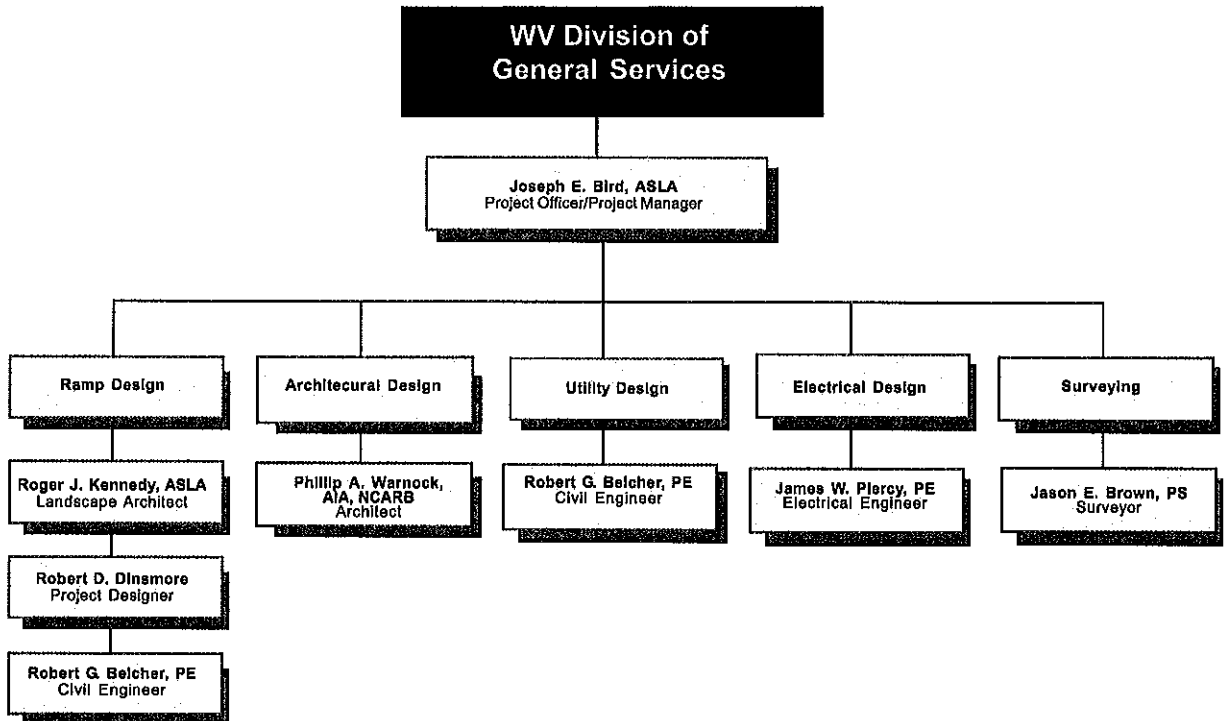 WV Division of
General Services
Joseph E. Bird, ASLA
Project Officer/Project Manager
Ramp Design
Architecural Design
Utility Design
Electrical Design
Surveying
Roger J. Kennedy, ASLA
Landscape Architect
Phillip A. Warnock,
AIA, NCARB
Architect
Robert G. Belcher, PE
Civil Engineer
James W. Piercy, PE
Electrical Engineer
Jason E. Brown, PS
Surveyor
Robert D. Dinsmore
Project Designer
Robert G. Belcher, PE
Civil Engineer